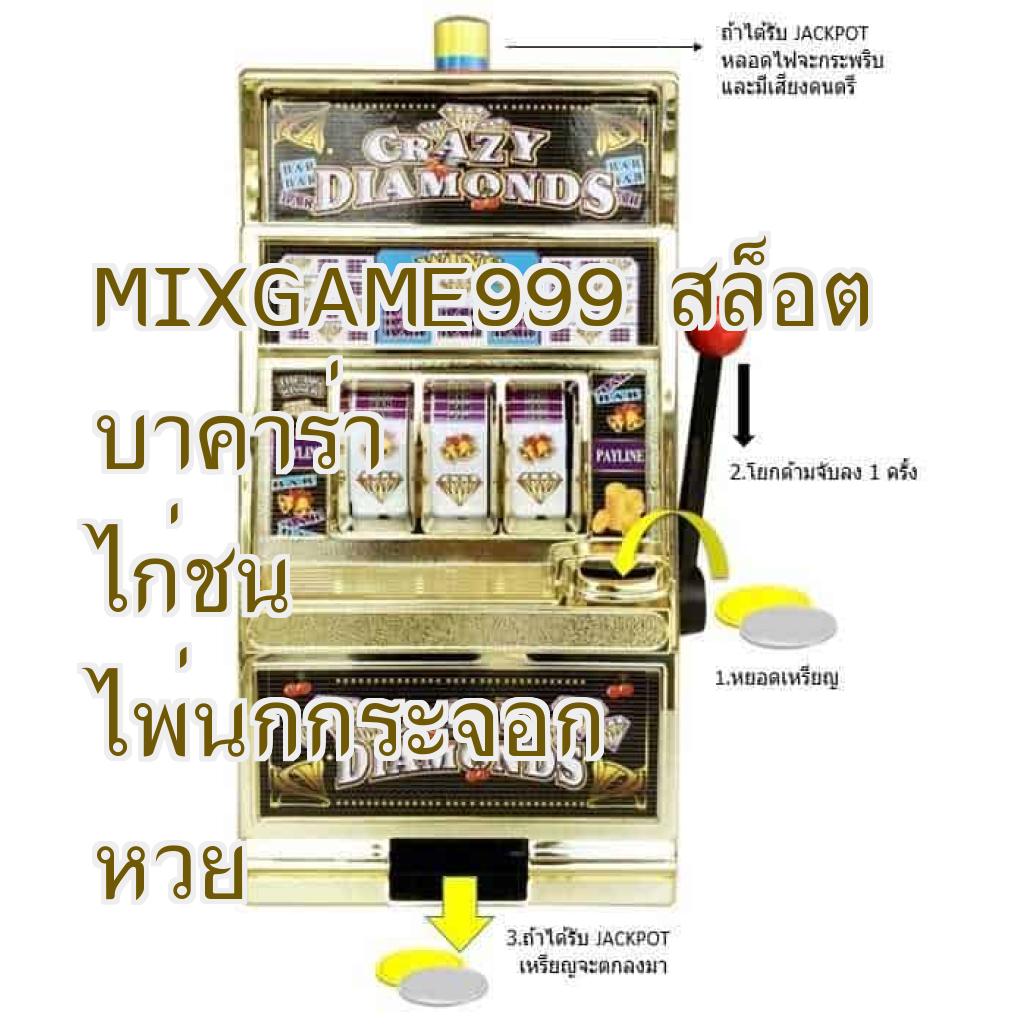 ถ้าได้รับ JACKPOT
หลอดไฟจะกระพริบ
และมีเสียงดนตรี
CRAZY
DIAMONDS
BAR
BAR
MIXGAME999 สล็อต
บาคาร่า
ไก่ชน
ไพ่นกกระจอก
หวย
BAR
PAYLINE
2.โยกด้ามจับลง 1 ครั้ง
1.หยอดเหรียญ
DIAMONDS
3.ถ้าได้รับ JACKPOT
เหรียญจะตกลงมา